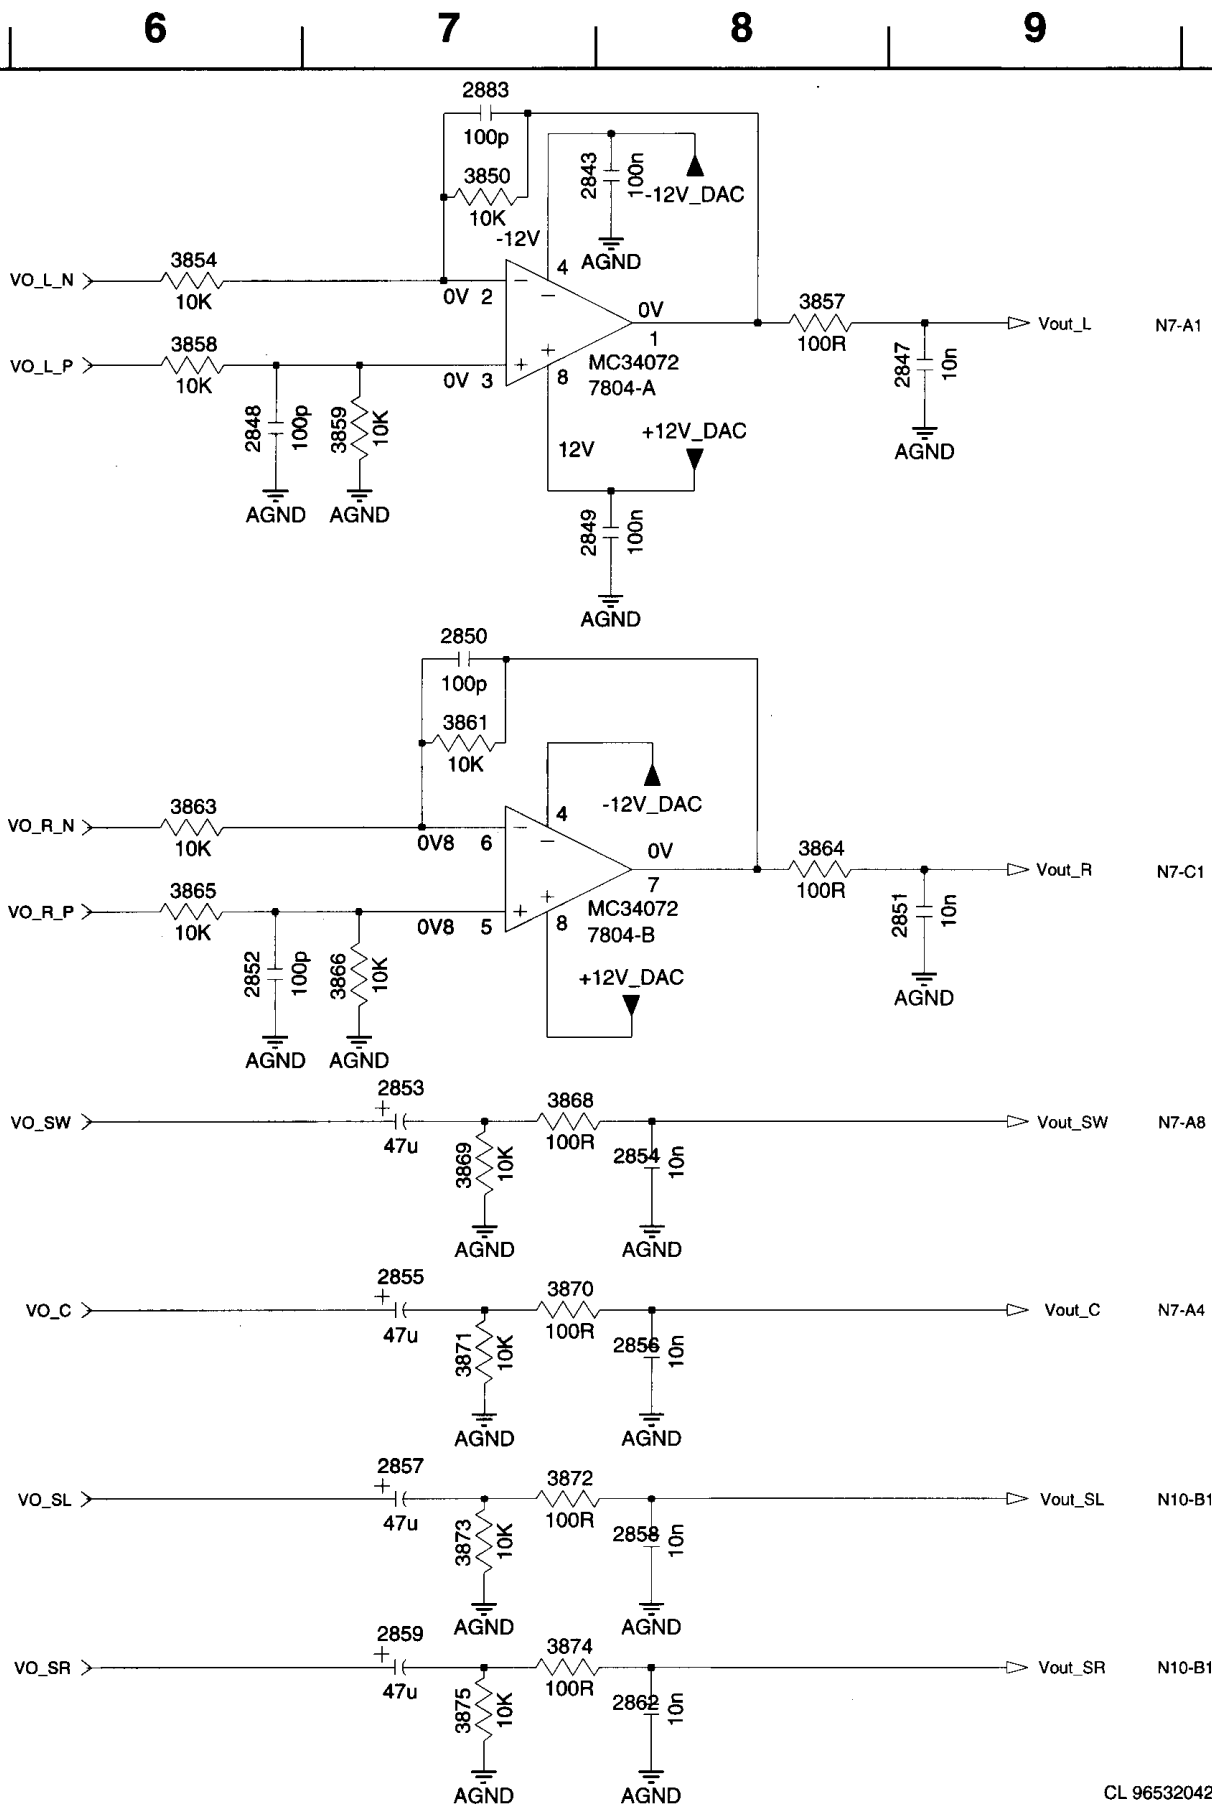 6 7 8 9
2883
100p
3850
10K
2843
100n
-12V_DAC
-12V
AGND
VO_L_N
3854
10K
0V 2
4
−
−
0V
1
3857
100R
Vout_L
N7-A1
VO_L_P
3858
10K
0V 3
+
+
8
MC34072
7804-A
2847
10n
AGND
2848
100p
3859
10K
AGND
AGND
12V
+12V_DAC
2849
100n
AGND
2850
100p
3861
10K
-12V_DAC
VO_R_N
3863
10K
0V8 6
4
−
−
0V
7
3864
100R
Vout_R
N7-C1
VO_R_P
3865
10K
0V8 5
+
+
8
MC34072
7804-B
2851
10n
AGND
2852
100p
3866
10K
AGND
AGND
+12V_DAC
VO_SW
2853
+
47u
3869
10K
AGND
3868
100R
2854
10n
AGND
Vout_SW
N7-A8
VO_C
2855
+
47u
3871
10K
AGND
3870
100R
2856
10n
AGND
Vout_C
N7-A4
VO_SL
2857
+
47u
3873
10K
AGND
3872
100R
2858
10n
AGND
Vout_SL
N10-B1
VO_SR
2859
+
47u
3875
10K
AGND
3874
100R
2862
10n
AGND
Vout_SR
N10-B1
CL 96532042